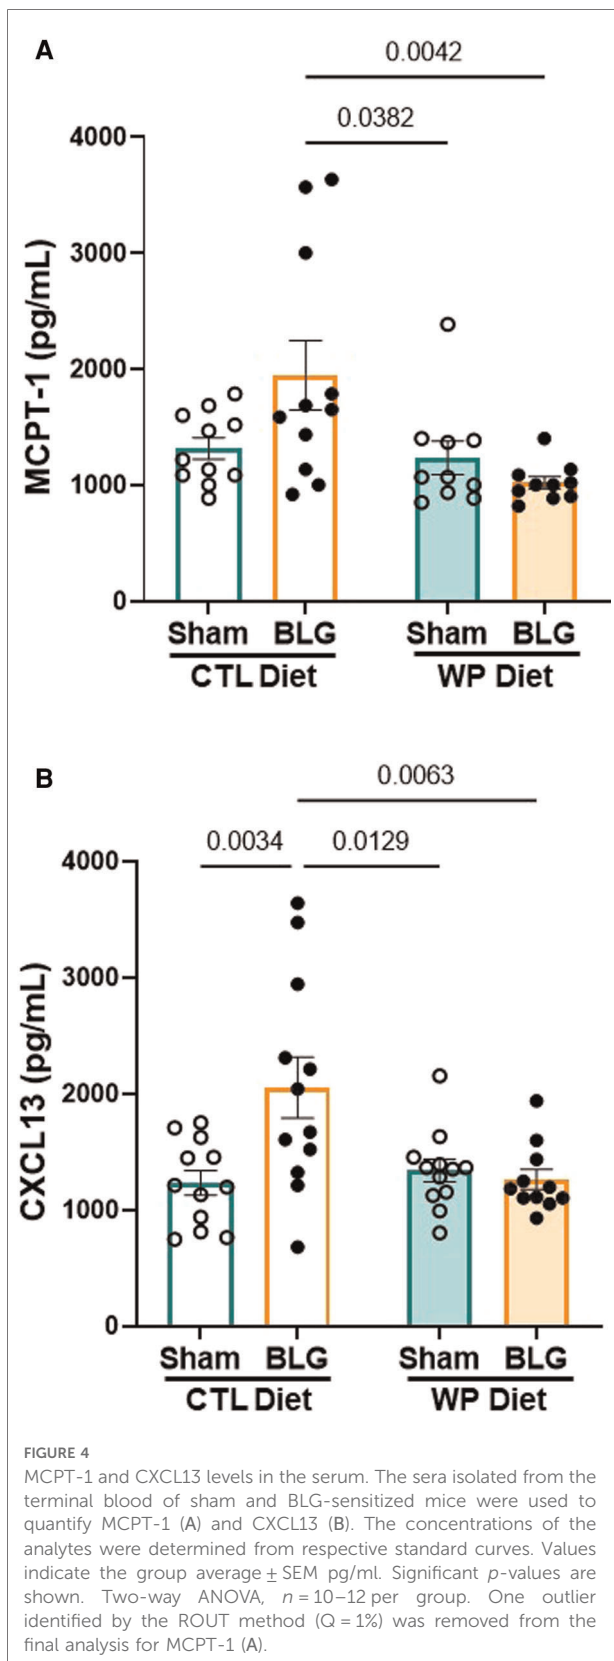 A
0.0042
0.0382
4000
3000
2000
1000
0
MCPT-1 (pg/mL)
Sham BLG Sham BLG
CTL Diet WP Diet
B
0.0063
0.0034 0.0129
4000
3000
2000
1000
0
CXCL13 (pg/mL)
Sham BLG Sham BLG
CTL Diet WP Diet
FIGURE 4
MCPT-1 and CXCL13 levels in the serum. The sera isolated from the
terminal blood of sham and BLG-sensitized mice were used to
quantify MCPT-1 (A) and CXCL13 (B). The concentrations of the
analytes were determined from respective standard curves. Values
indicate the group average ± SEM pg/ml. Significant p-values are
shown. Two-way ANOVA, n = 10–12 per group. One outlier
identified by the ROUT method (Q = 1%) was removed from the
final analysis for MCPT-1 (A).